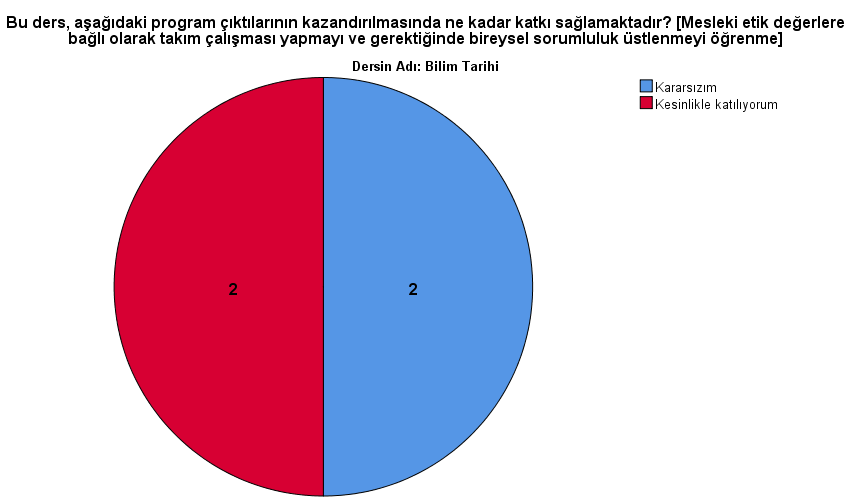 Bu ders, aşağıdaki program çıktılarının kazandırılmasında ne kadar katkı sağlamaktadır? [Mesleki etik değerlere
bağlı olarak takım çalışması yapmayı ve gerektiğinde bireysel sorumluluk üstlenmeyi öğrenme]
Dersin Adı: Bilim Tarihi
Kararsızım
Kesinlikle katılıyorum
2
2